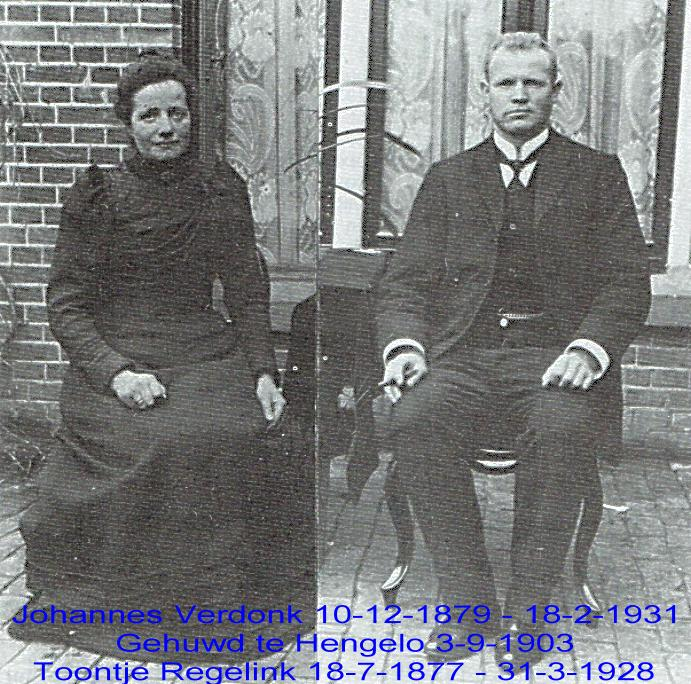 Johannes Verdonk 10-12-1879 - 18-2-1931
Gehuwd te Hengelo 3-9-1903
Toontje Regelink 18-7-1877 - 31-3-1928